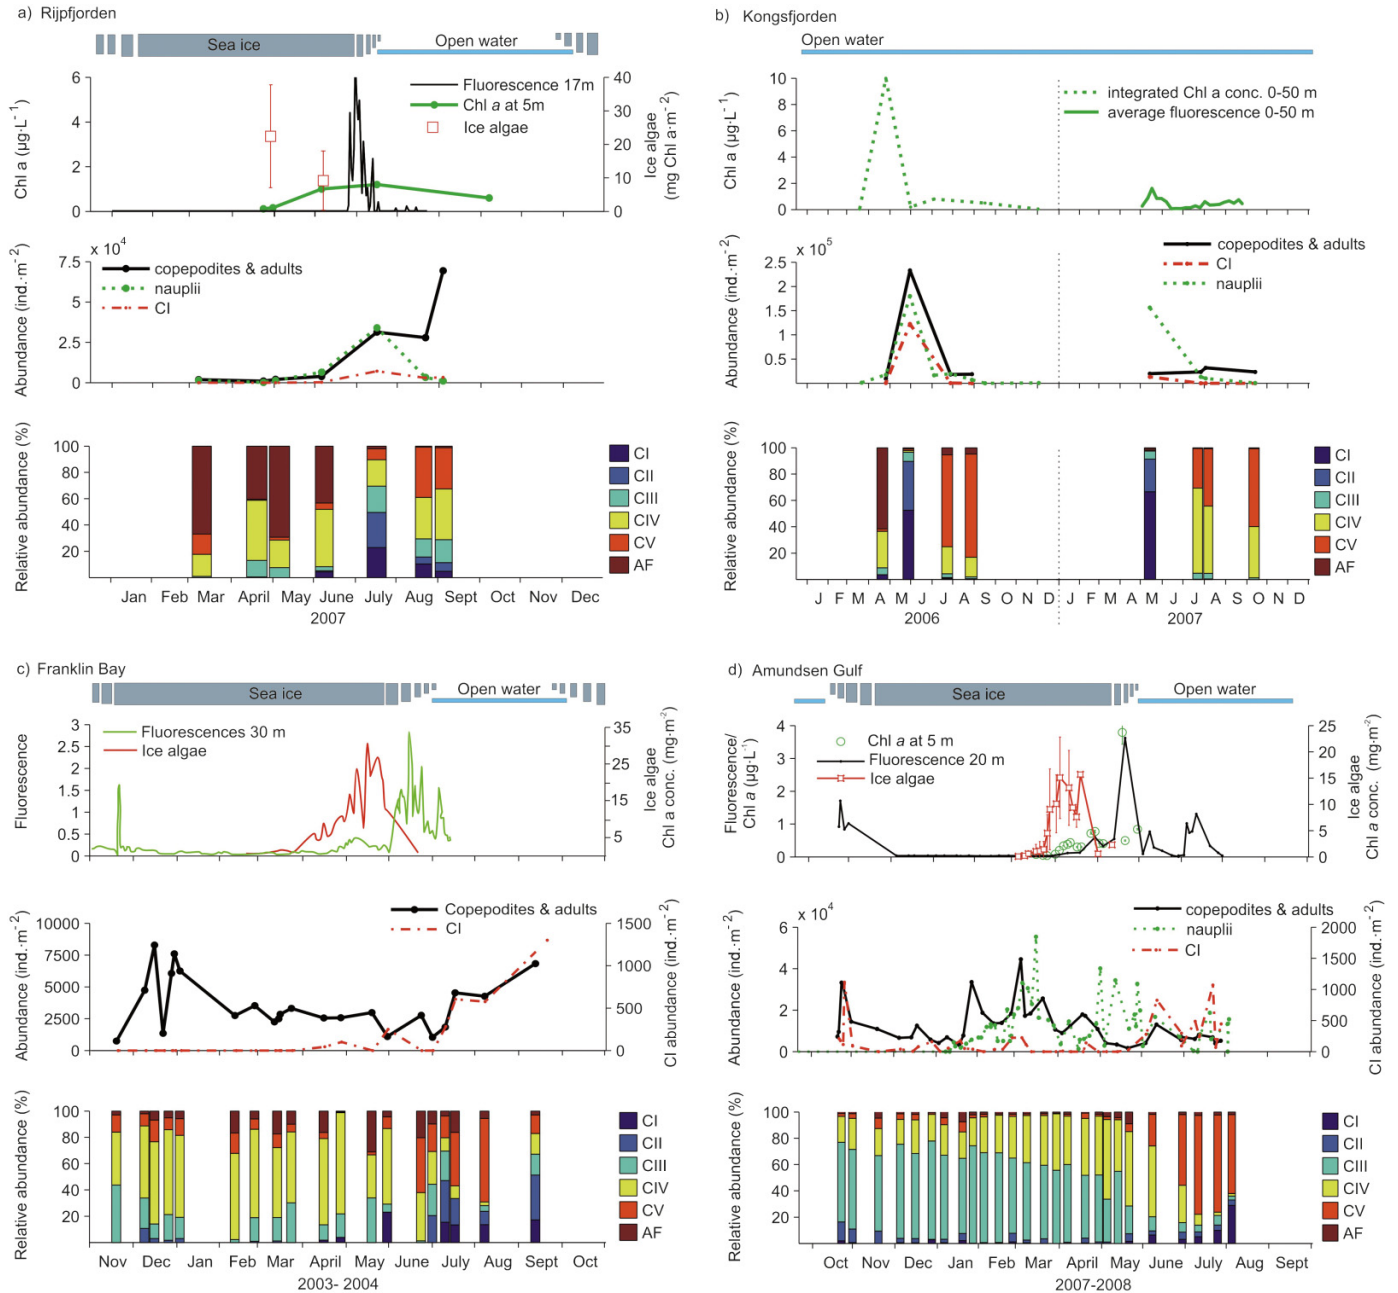 a) Rijpfjorden
Sea ice
Open water
Fluorescence 17m
Chl a at 5m
Ice algae
Chl a (µg·L⁻¹)
6
4
2
0
40
30
20
10
0
Ice algae
(mg Chl a·m⁻²)
x 10⁴
copepodites & adults
nauplii
CI
Abundance (ind.·m⁻²)
7.5
5
2.5
0
Relative abundance (%)
100
80
60
40
20
CI
CII
CIII
CIV
CV
AF
Jan Feb Mar April May June July Aug Sept Oct Nov Dec
2007
b) Kongsfjorden
Open water
integrated Chl a conc. 0-50 m
average fluorescence 0-50 m
Chl a (µg·L⁻¹)
10
8
6
4
2
0
x 10⁵
copepodites & adults
CI
nauplii
Abundance (ind.·m⁻²)
2.5
2
1.5
1
0.5
Relative abundance (%)
100
80
60
40
20
CI
CII
CIII
CIV
CV
AF
J F M A M J J A S O N D J F M A M J J A S O N D
2006 2007
c) Franklin Bay
Sea ice
Open water
Fluorescences 30 m
Ice algae
Fluorescence
3
2.5
2
1.5
1
0.5
0
35
25
15
5
Ice algae
Chl a conc. (mg·m⁻²)
Copepodites & adults
CI
Abundance (ind.·m⁻²)
10000
7500
5000
2500
0
1500
1000
500
0
CI abundance (ind.·m⁻²)
Relative abundance (%)
100
80
60
40
20
CI
CII
CIII
CIV
CV
AF
Nov Dec Jan Feb Mar April May June July Aug Sept Oct
2003- 2004
d) Amundsen Gulf
Sea ice
Open water
Chl a at 5 m
Fluorescence 20 m
Ice algae
Fluorescence/
Chl a (µg·L⁻¹)
4
3
2
1
0
25
20
15
10
5
0
Ice algae
Chl a conc. (mg·m⁻²)
x 10⁴
copepodites & adults
nauplii
CI
Abundance (ind.·m⁻²)
6
4
2
0
2000
1500
1000
500
0
CI abundance (ind.·m⁻²)
Relative abundance (%)
100
80
60
40
20
CI
CII
CIII
CIV
CV
AF
Oct Nov Dec Jan Feb Mar April May June July Aug Sept
2007-2008